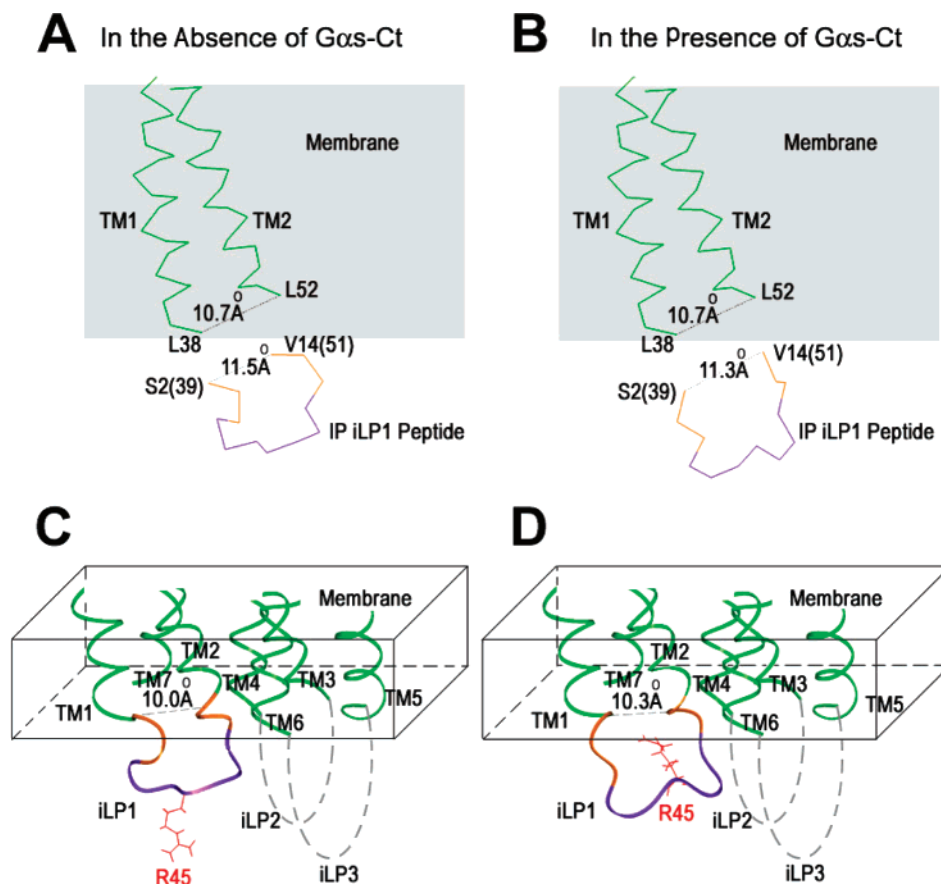 A In the Absence of Gαs-Ct
Membrane
TM1
TM2
L52
10.7Å
L38
V14(51)
11.5Å
S2(39)
IP iLP1 Peptide
B In the Presence of Gαs-Ct
Membrane
TM1
TM2
L52
10.7Å
L38
V14(51)
11.3Å
S2(39)
IP iLP1 Peptide
C
Membrane
TM2
TM7
TM4
TM3
10.0Å
TM1
TM5
TM6
iLP1
iLP2
R45
iLP3
D
Membrane
TM2
TM7
TM4
TM3
10.3Å
TM1
TM5
TM6
iLP1
R45
iLP2
iLP3